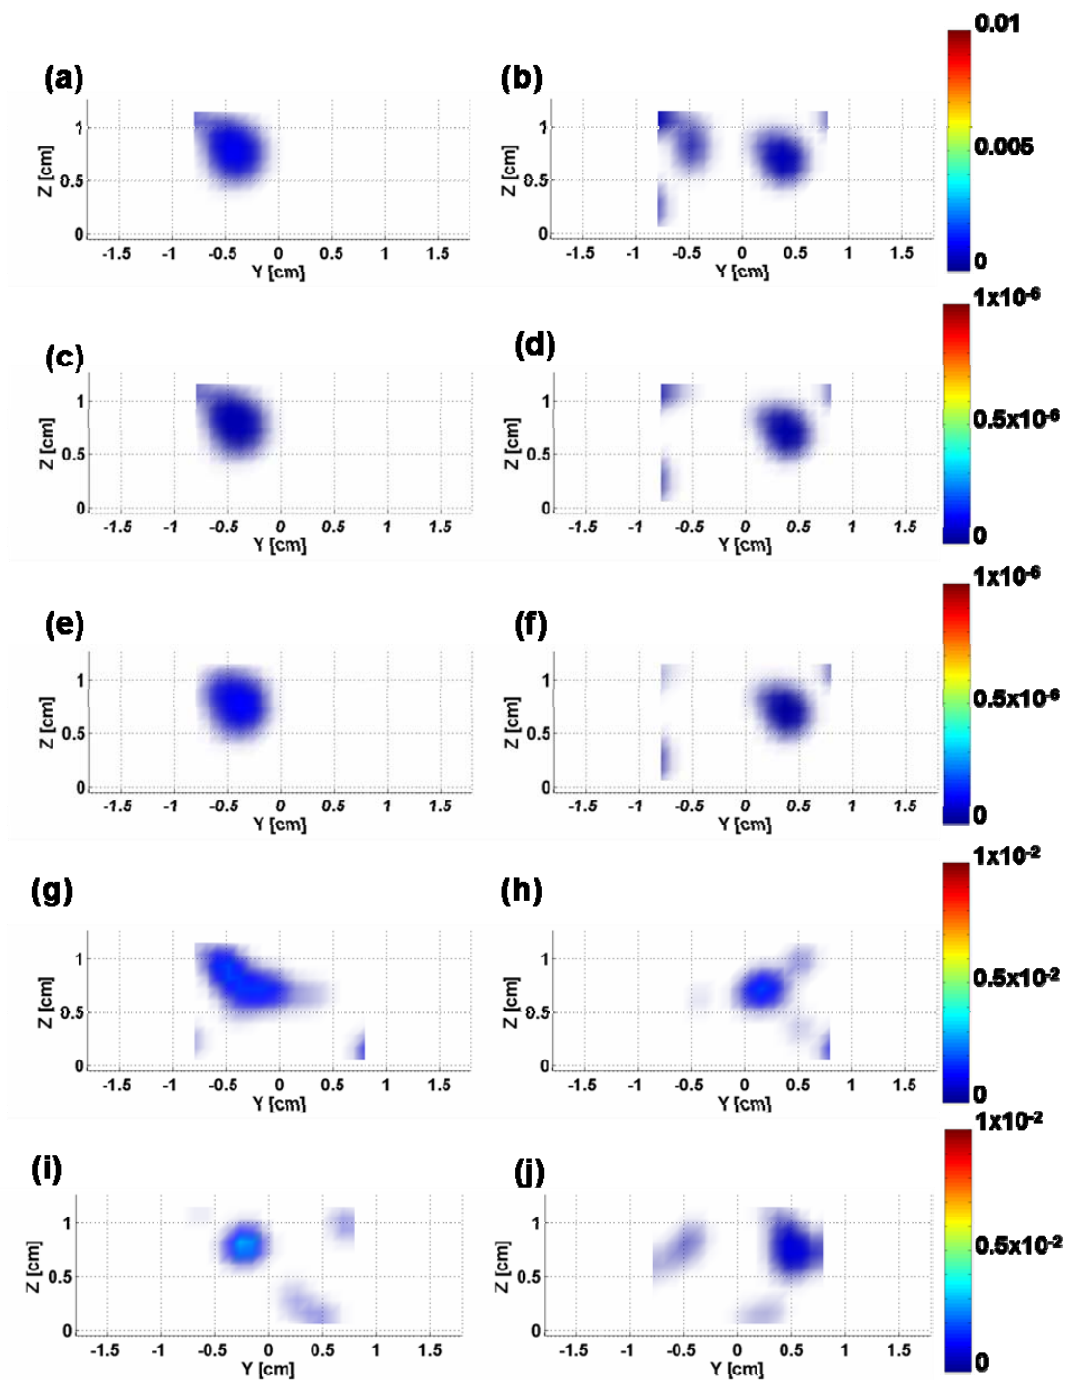 0.01
(a) (b)
1 1
Z [cm] 0.5 Z [cm] 0.5 0.005
0 0 0
-1.5 -1 -0.5 0 0.5 1 1.5 -1.5 -1 -0.5 0 0.5 1 1.5
Y [cm] Y [cm]
1x10-6
(c) (d)
1 1
Z [cm] 0.5 Z [cm] 0.5 0.5x10-6
0 0 0
-1.5 -1 -0.5 0 0.5 1 1.5 -1.5 -1 -0.5 0 0.5 1 1.5
Y [cm] Y [cm]
1x10-6
(e) (f)
1 1
Z [cm] 0.5 Z [cm] 0.5 0.5x10-6
0 0 0
-1.5 -1 -0.5 0 0.5 1 1.5 -1.5 -1 -0.5 0 0.5 1 1.5
Y [cm] Y [cm]
1x10-2
(g) (h)
1 1
Z [cm] 0.5 Z [cm] 0.5 0.5x10-2
0 0 0
-1.5 -1 -0.5 0 0.5 1 1.5 -1.5 -1 -0.5 0 0.5 1 1.5
Y [cm] Y [cm]
1x10-2
(i) (j)
1 1
Z [cm] 0.5 Z [cm] 0.5 0.5x10-2
0 0 0
-1.5 -1 -0.5 0 0.5 1 1.5 -1.5 -1 -0.5 0 0.5 1 1.5
Y [cm] Y [cm]